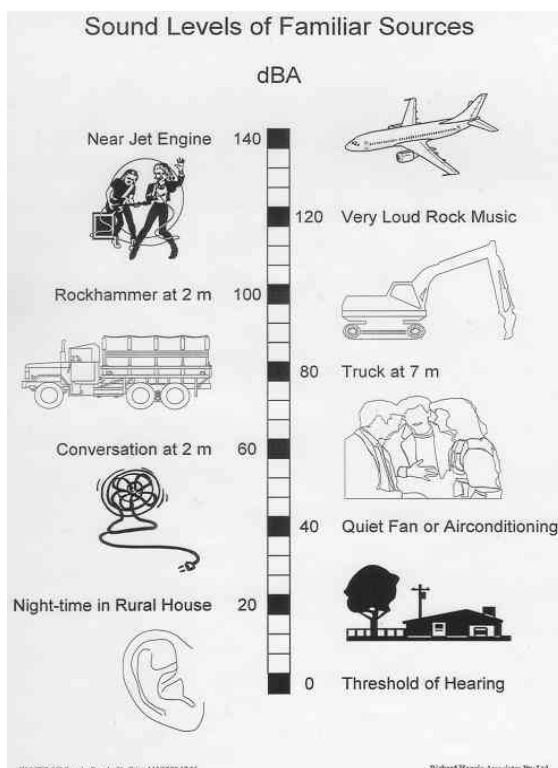 Sound Levels of Familiar Sources
dBA
Near Jet Engine 140
120 Very Loud Rock Music
Rockhammer at 2 m 100
80 Truck at 7 m
Conversation at 2 m 60
40 Quiet Fan or Airconditioning
Night-time in Rural House 20
0 Threshold of Hearing